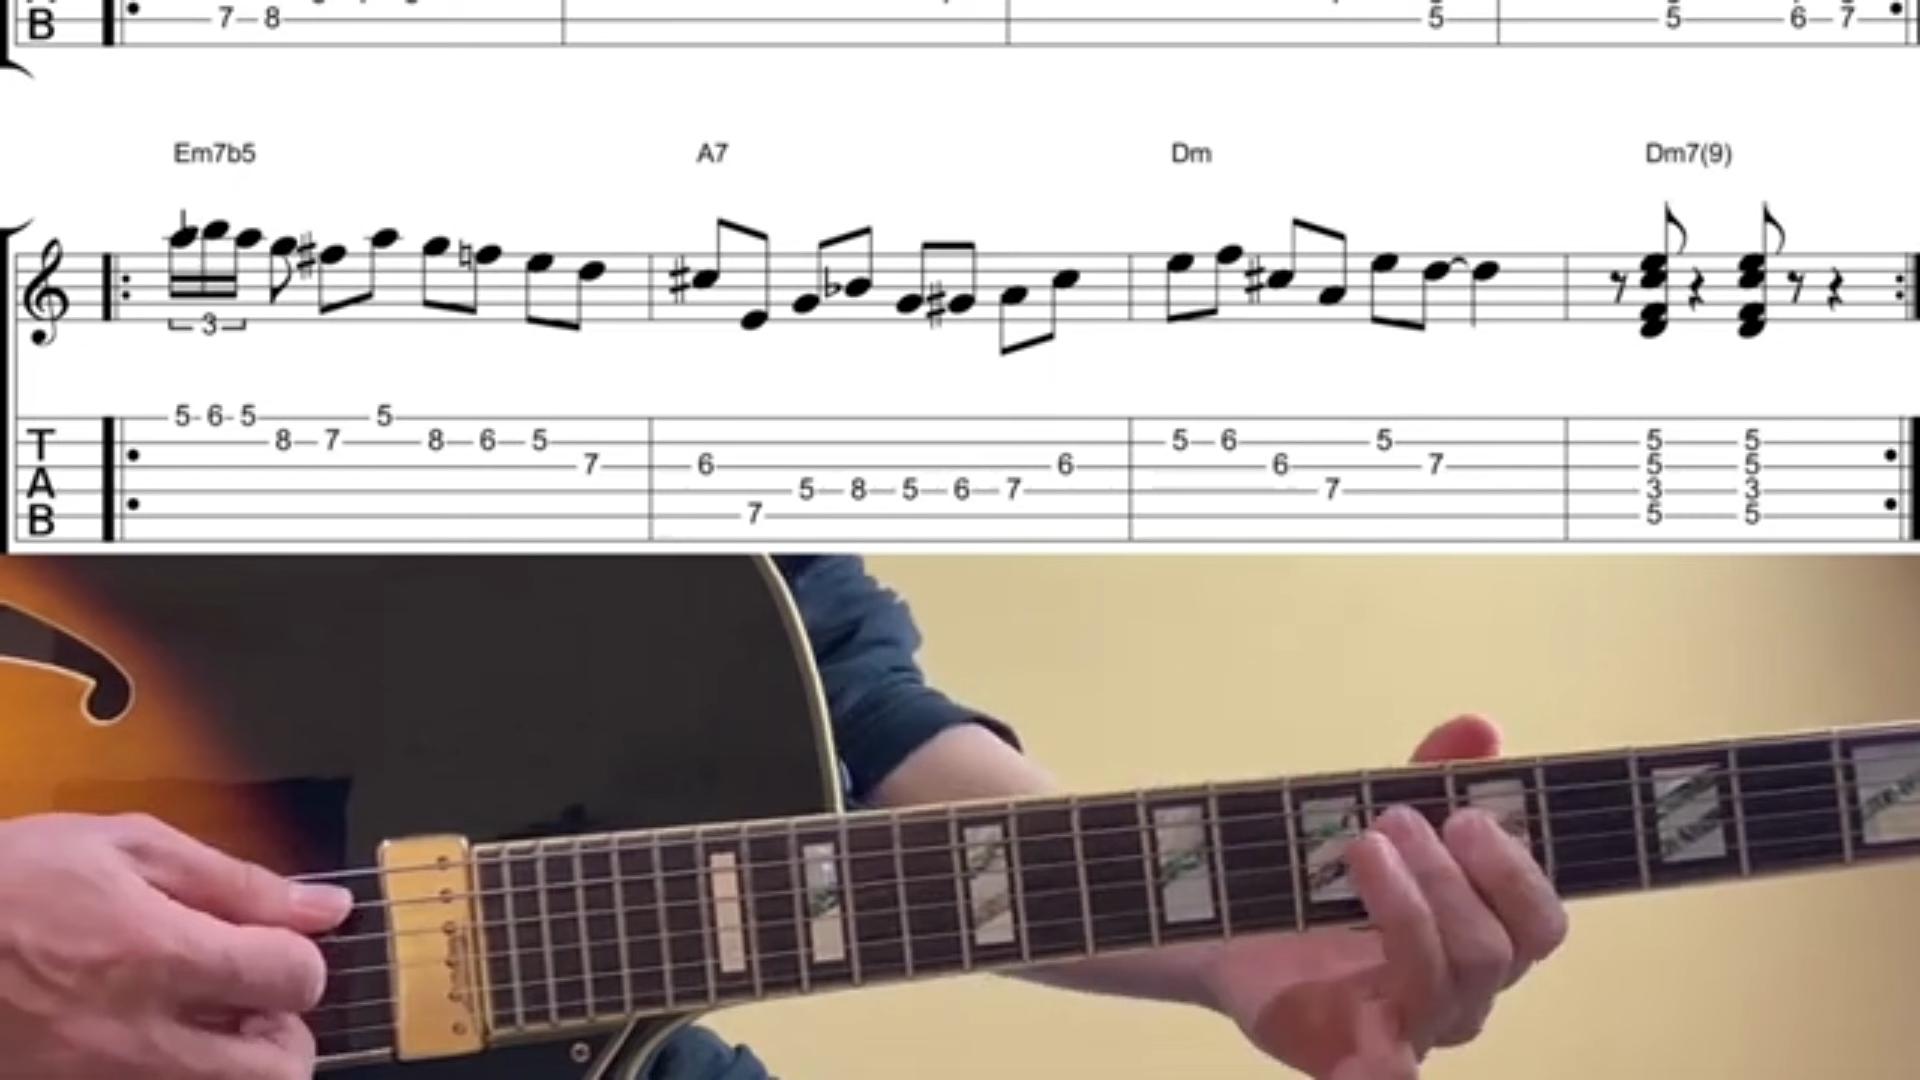 B 7 8 5 5 6 7
Em7b5 A7 Dm Dm7(9)
3
5 6 5 5
T 8 7 8 6 5 5 6 5 5 5
7 6 6 6 7 5 5
A 5 8 5 6 7 7 3 3
B 7 5 5